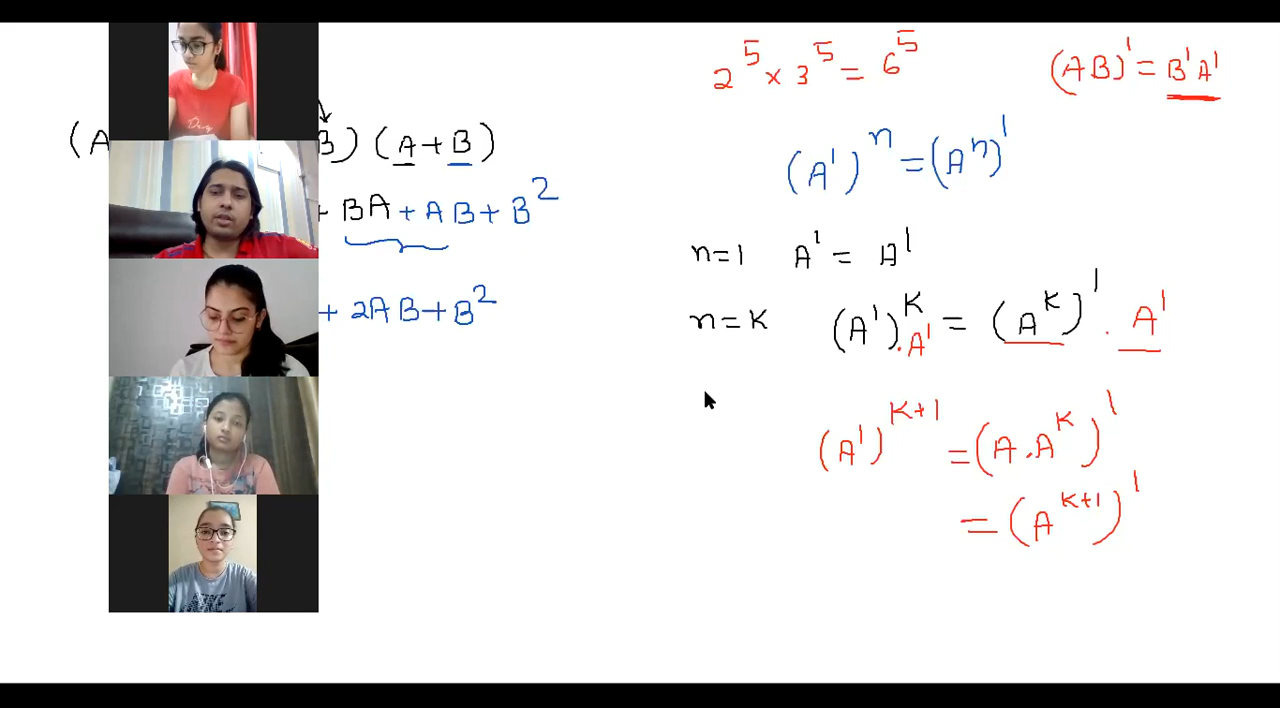 2⁵ × 3⁵ = 6⁵
(AB)' = B'A'
(A B) (A + B)
(A')ⁿ = (Aⁿ)'
+ BA + AB + B²
n=1 A' = A'
+ 2AB + B²
n=K (A')ᴷ . A' = (Aᴷ)' . A'
(A')ᴷ⁺¹ = (A . Aᴷ)'
= (Aᴷ⁺¹)'